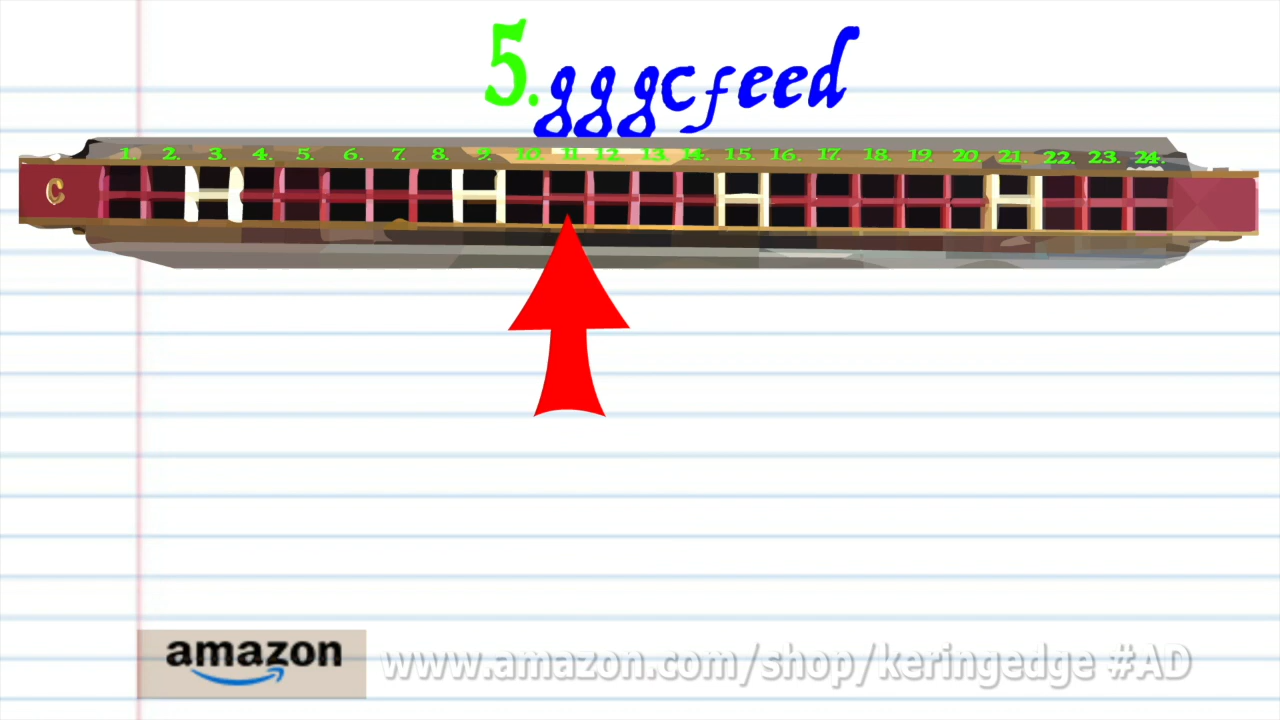 5.gggcfeed
1. 2. 3. 4. 5. 6. 7. 8. 9. 10. 11. 12. 13. 14. 15. 16. 17. 18. 19. 20. 21. 22. 23. 24.
C
amazon www.amazon.com/shop/keringedge #AD